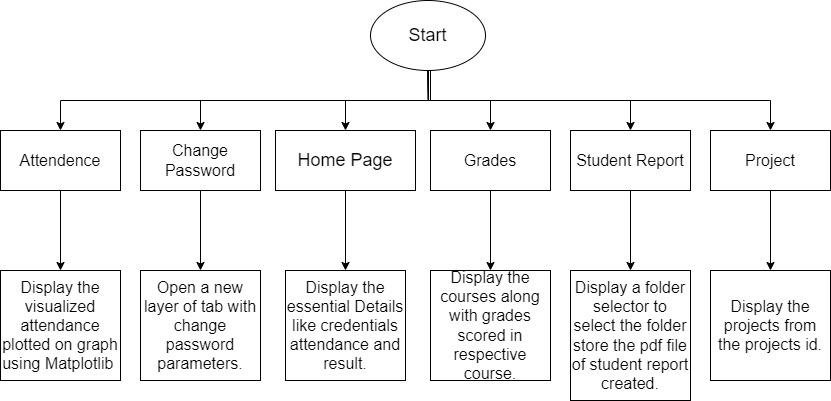 Start
Attendence
Change
Password
Home Page
Grades
Student Report
Project
Display the
visualized
attendance
plotted on graph
using Matplotlib
Open a new
layer of tab with
change
password
parameters.
Display the
essential Details
like credentials
attendance and
result.
Display the
courses along
with grades
scored in
respective
course.
Display a folder
selector to
select the folder
store the pdf file
of student report
created.
Display the
projects from
the projects id.